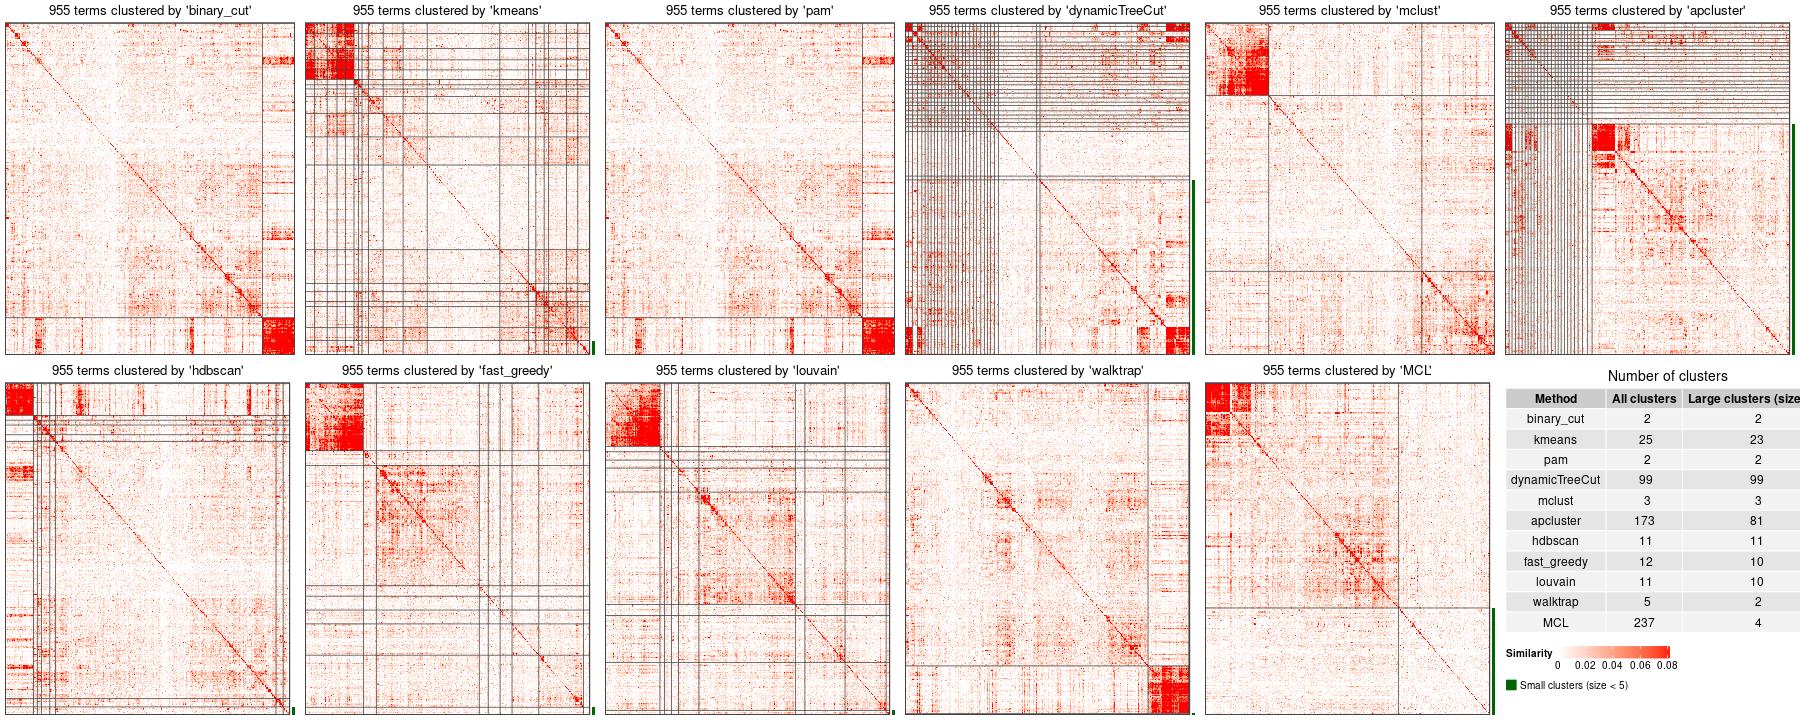 955 terms clustered by 'binary_cut'
955 terms clustered by 'kmeans'
955 terms clustered by 'pam'
955 terms clustered by 'dynamicTreeCut'
955 terms clustered by 'mclust'
955 terms clustered by 'apcluster'
955 terms clustered by 'hdbscan'
955 terms clustered by 'fast_greedy'
955 terms clustered by 'louvain'
955 terms clustered by 'walktrap'
955 terms clustered by 'MCL'
Number of clusters
Method All clusters Large clusters (size
binary_cut 2 2
kmeans 25 23
pam 2 2
dynamicTreeCut 99 99
mclust 3 3
apcluster 173 81
hdbscan 11 11
fast_greedy 12 10
louvain 11 10
walktrap 5 2
MCL 237 4
Similarity
0 0.02 0.04 0.06 0.08
Small clusters (size < 5)